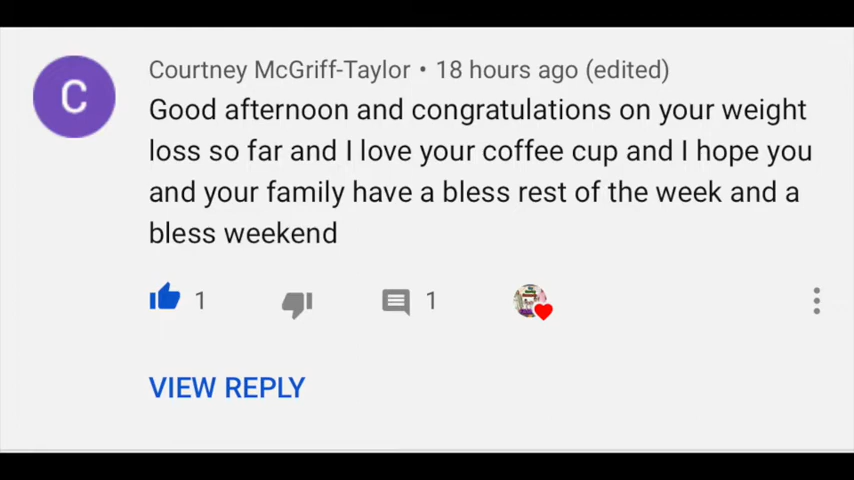 C
Courtney McGriff-Taylor • 18 hours ago (edited)
Good afternoon and congratulations on your weight
loss so far and I love your coffee cup and I hope you
and your family have a bless rest of the week and a
bless weekend
1
1
VIEW REPLY